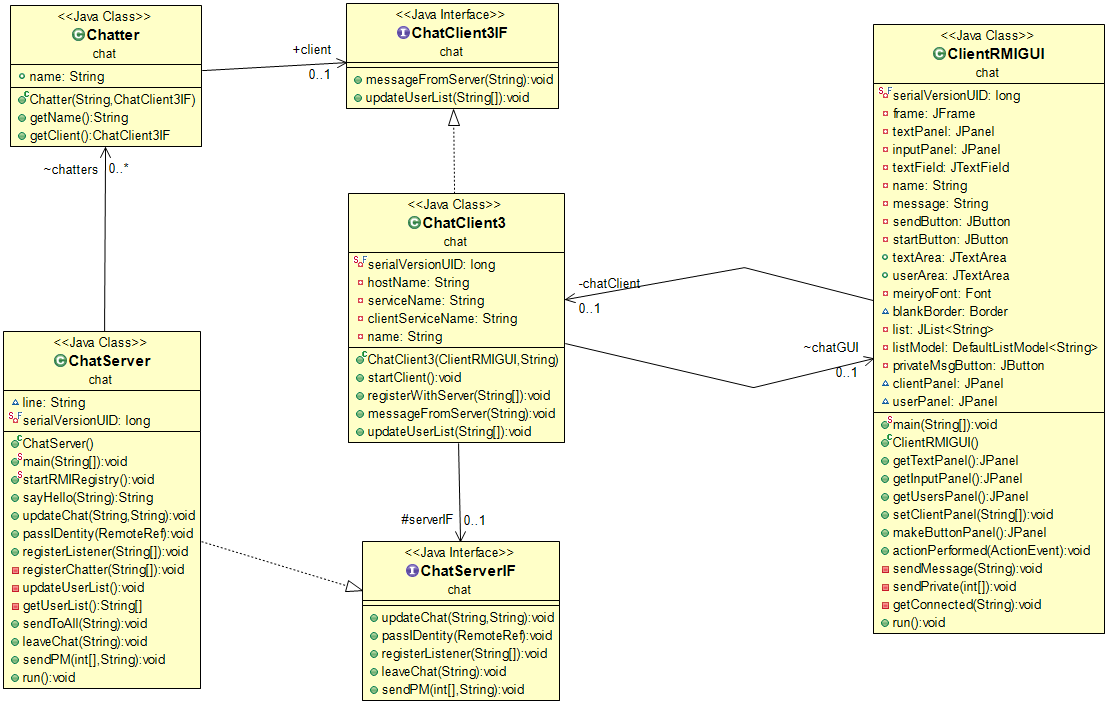 <<Java Class>>
Chatter
chat
name: String
Chatter(String,ChatClient3IF)
getName():String
getClient():ChatClient3IF
+client
0..1
<<Java Interface>>
ChatClient3IF
chat
messageFromServer(String):void
updateUserList(String[]):void
~chatters
0..*
<<Java Class>>
ChatClient3
chat
serialVersionUID: long
hostName: String
serviceName: String
clientServiceName: String
name: String
ChatClient3(ClientRMIGUI,String)
startClient():void
registerWithServer(String[]):void
messageFromServer(String):void
updateUserList(String[]):void
-chatClient
0..1
~chatGUI
0..1
<<Java Class>>
ClientRMIGUI
chat
serialVersionUID: long
frame: JFrame
textPanel: JPanel
inputPanel: JPanel
textField: JTextField
name: String
message: String
sendButton: JButton
startButton: JButton
textArea: JTextArea
userArea: JTextArea
meiryoFont: Font
blankBorder: Border
list: JList<String>
listModel: DefaultListModel<String>
privateMsgButton: JButton
clientPanel: JPanel
userPanel: JPanel
main(String[]):void
ClientRMIGUI()
getTextPanel():JPanel
getInputPanel():JPanel
getUsersPanel():JPanel
setClientPanel(String[]):void
makeButtonPanel():JPanel
actionPerformed(ActionEvent):void
sendMessage(String):void
sendPrivate(int[]):void
getConnected(String):void
run():void
<<Java Class>>
ChatServer
chat
line: String
serialVersionUID: long
ChatServer()
main(String[]):void
startRMIRegistry():void
sayHello(String):String
updateChat(String,String):void
passIDentity(RemoteRef):void
registerListener(String[]):void
registerChatter(String[]):void
updateUserList():void
getUserList():String[]
sendToAll(String):void
leaveChat(String):void
sendPM(int[],String):void
run():void
#serverIF
0..1
<<Java Interface>>
ChatServerIF
chat
updateChat(String,String):void
passIDentity(RemoteRef):void
registerListener(String[]):void
leaveChat(String):void
sendPM(int[],String):void